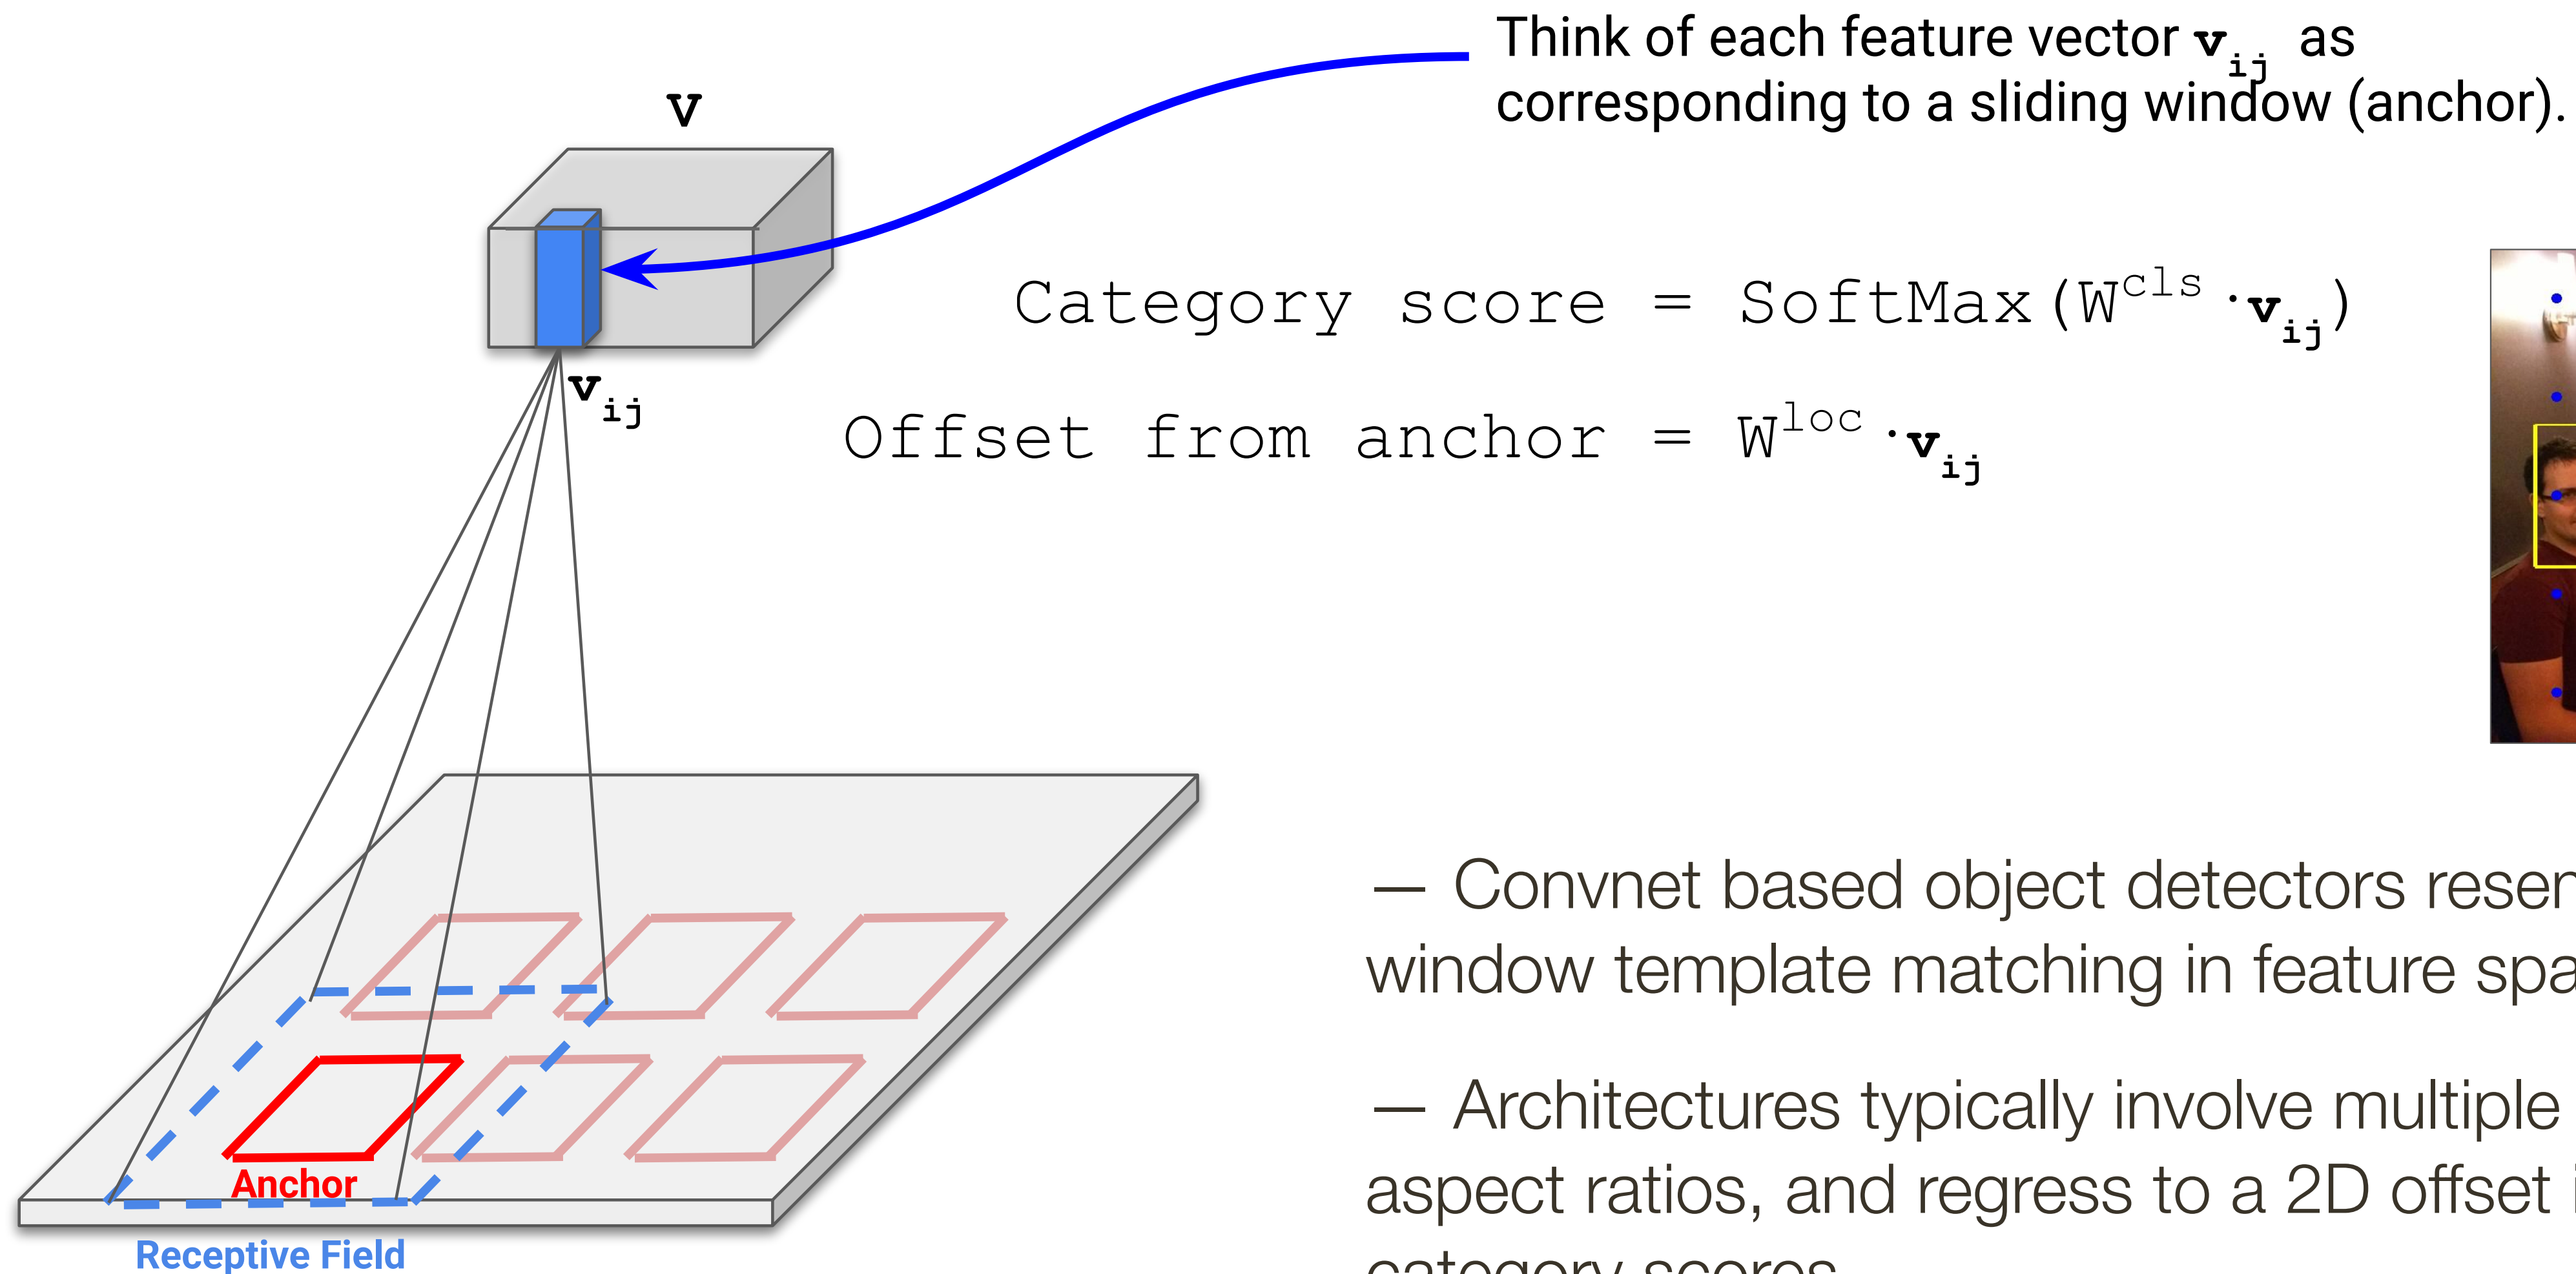 Think of each feature vector v_ij as
corresponding to a sliding window (anchor).
v
Category score = SoftMax(W^cls · v_ij)
v_ij
Offset from anchor = W^loc · v_ij
— Convnet based object detectors
window template matching in feature
— Architectures typically involve multiple
aspect ratios, and regress to a 2D offset
category scores
Anchor
Receptive Field